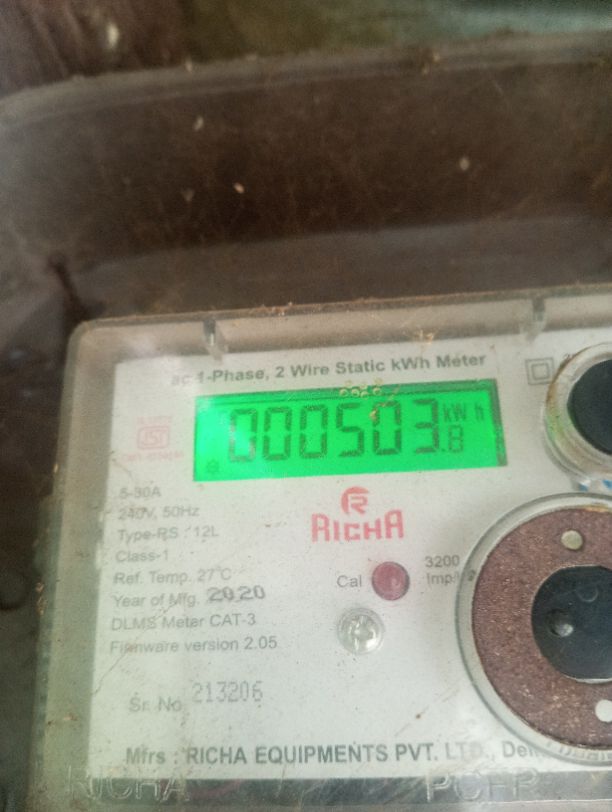 ac 1-Phase, 2 Wire Static kWh Meter
000503.8 kWh
5-30A
240V, 50Hz
Type-RS : 12L
Class-1
Ref. Temp. 27°C
Year of Mfg. 2020
DLMS Meter CAT-3
Firmware version 2.05
RICHA
Cal
3200
Sr. No. 213206
Mfrs : RICHA EQUIPMENTS PVT. LTD.,
RICHA